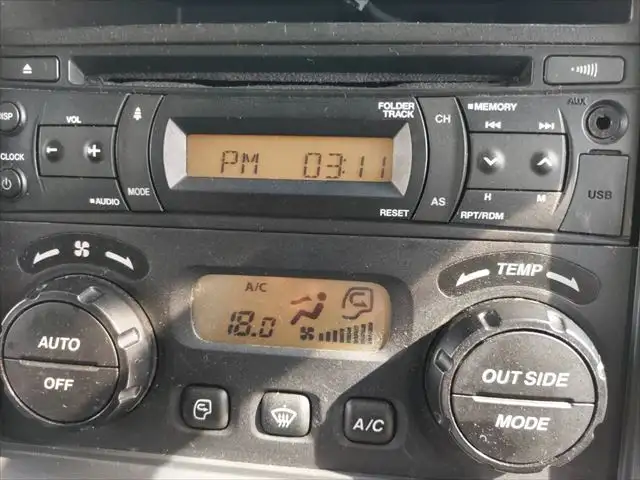 AUX
DISP
VOL
FOLDER
TRACK
CH
MEMORY
- +
PM 03:11
CLOCK
MODE
AUDIO
RESET
AS
H
M
RPT/RDM
USB
TEMP
A/C
18.0
AUTO
OFF
OUT SIDE
MODE
A/C